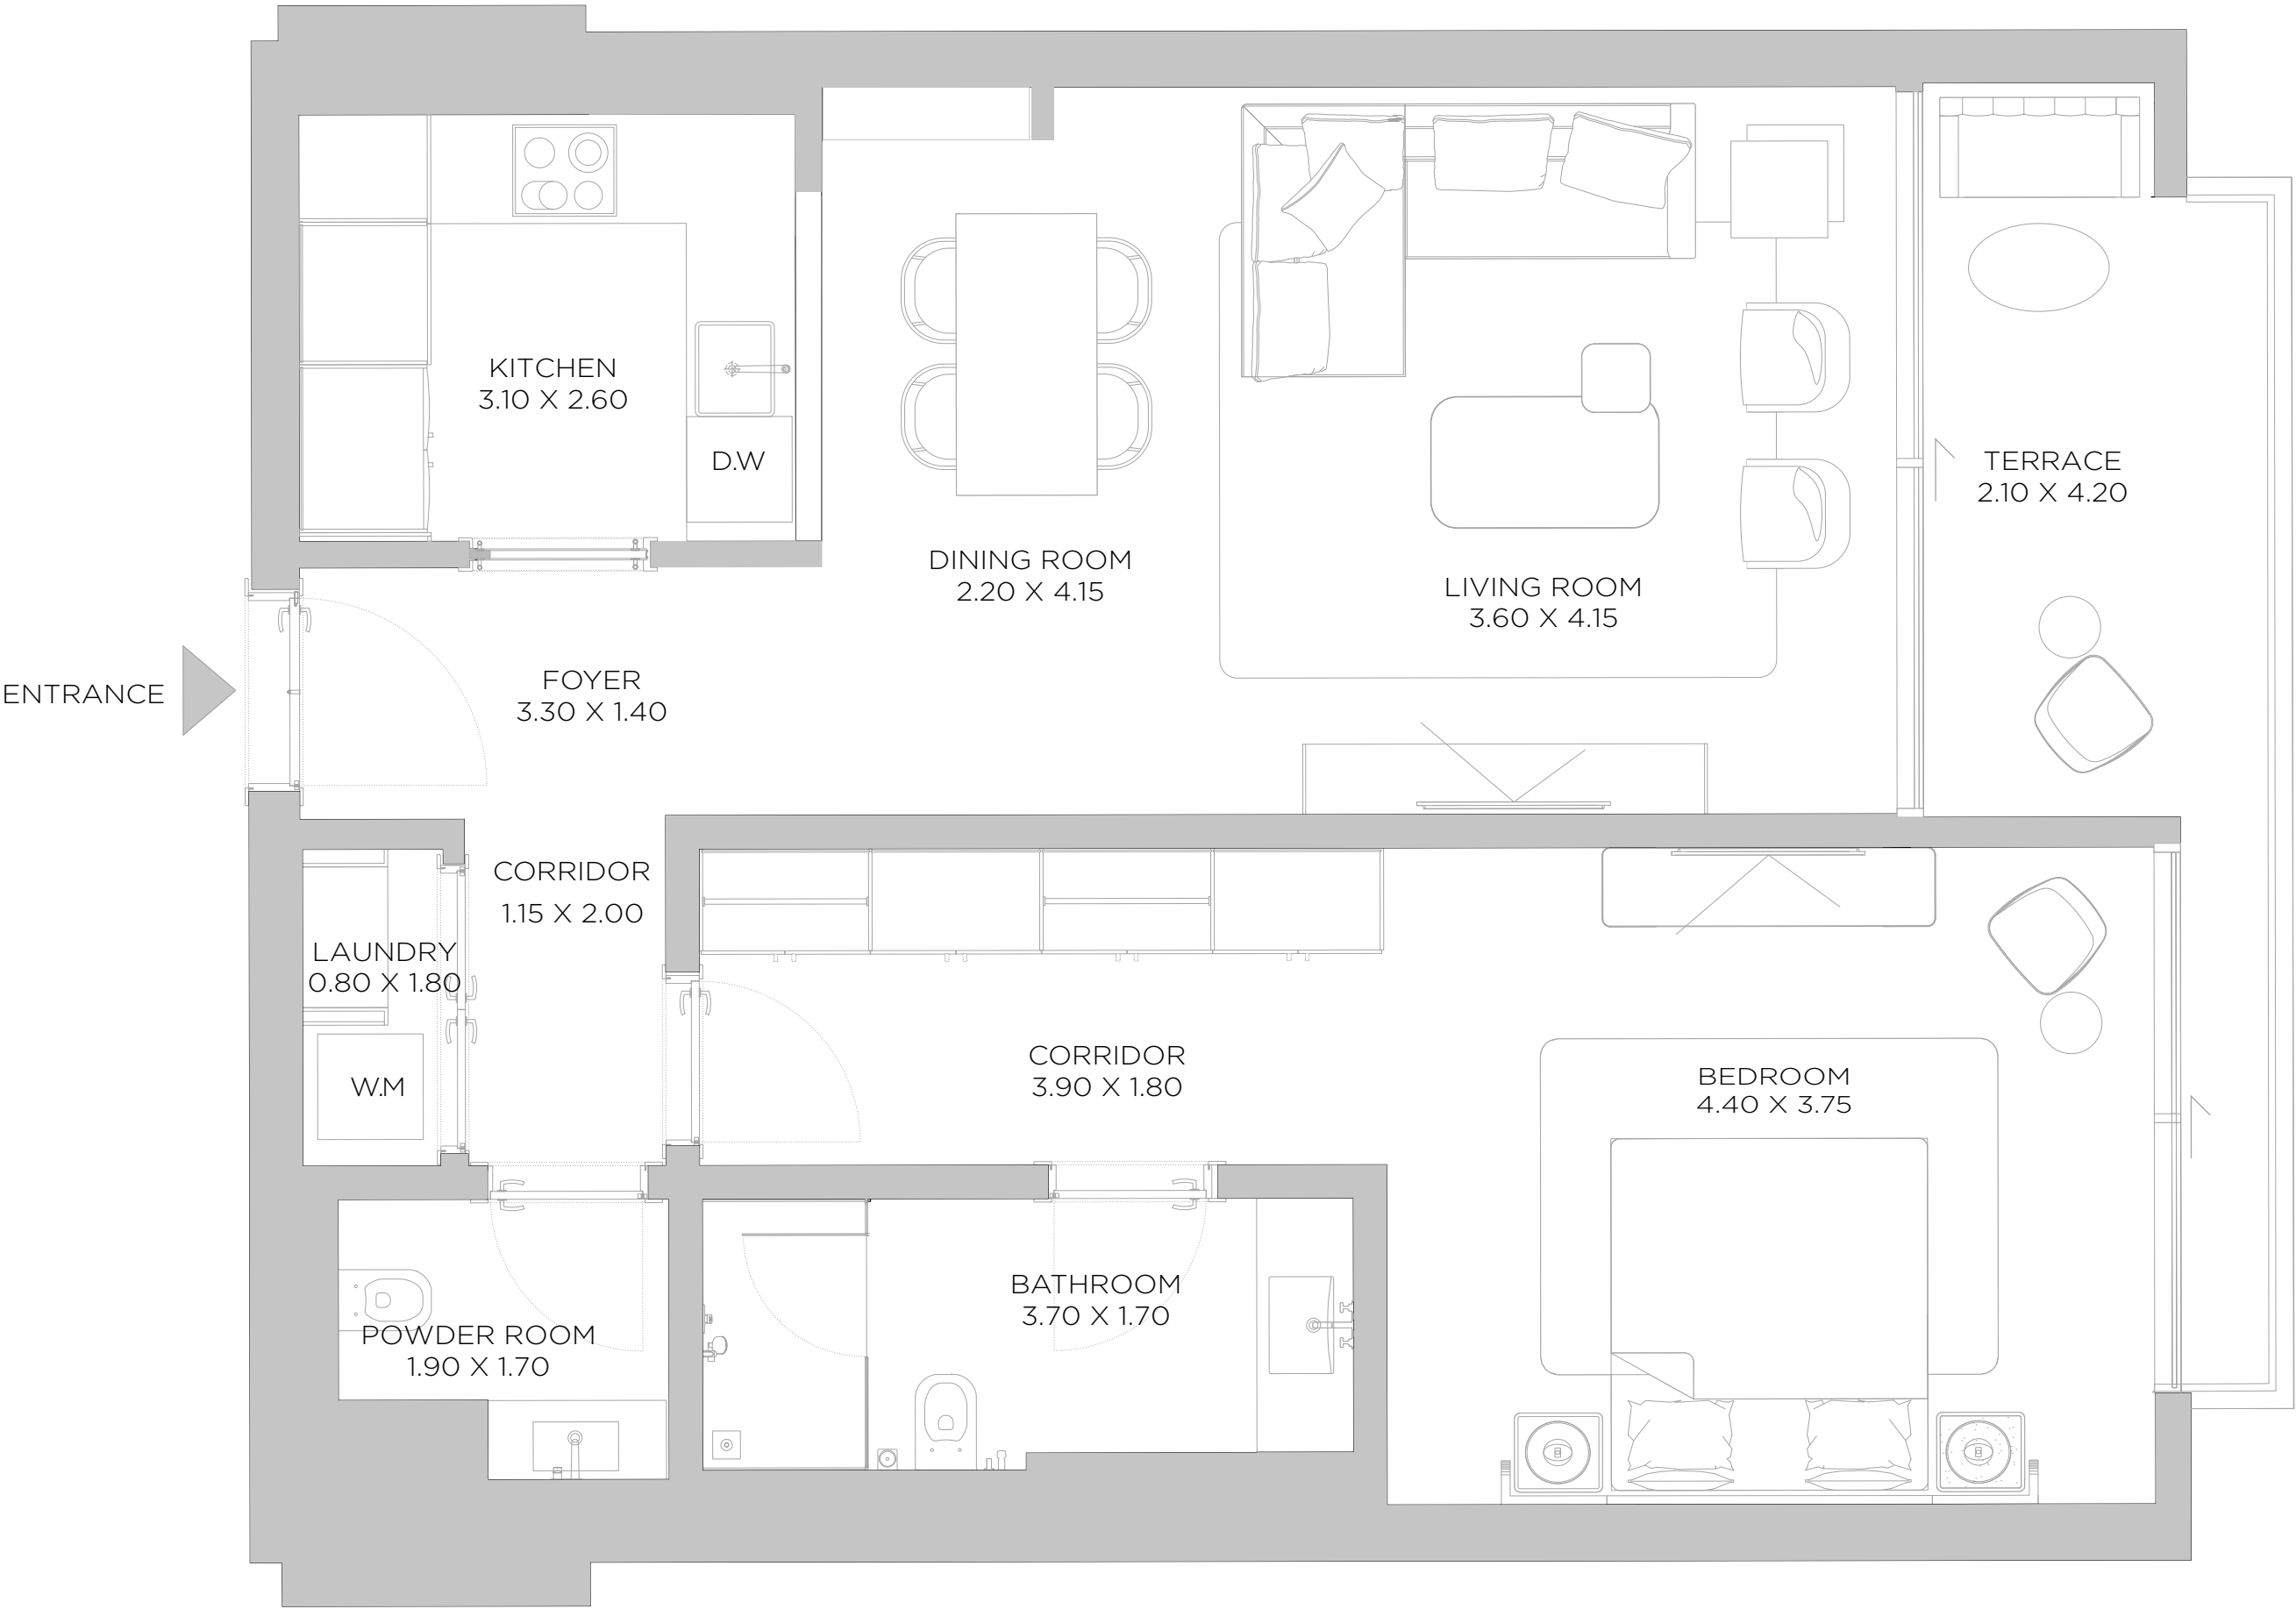 KITCHEN
3.10 X 2.60
D.W
TERRACE
2.10 X 4.20
DINING ROOM
2.20 X 4.15
LIVING ROOM
3.60 X 4.15
ENTRANCE
FOYER
3.30 X 1.40
CORRIDOR
1.15 X 2.00
LAUNDRY
0.80 X 1.80
W.M
CORRIDOR
3.90 X 1.80
BEDROOM
4.40 X 3.75
POWDER ROOM
1.90 X 1.70
BATHROOM
3.70 X 1.70